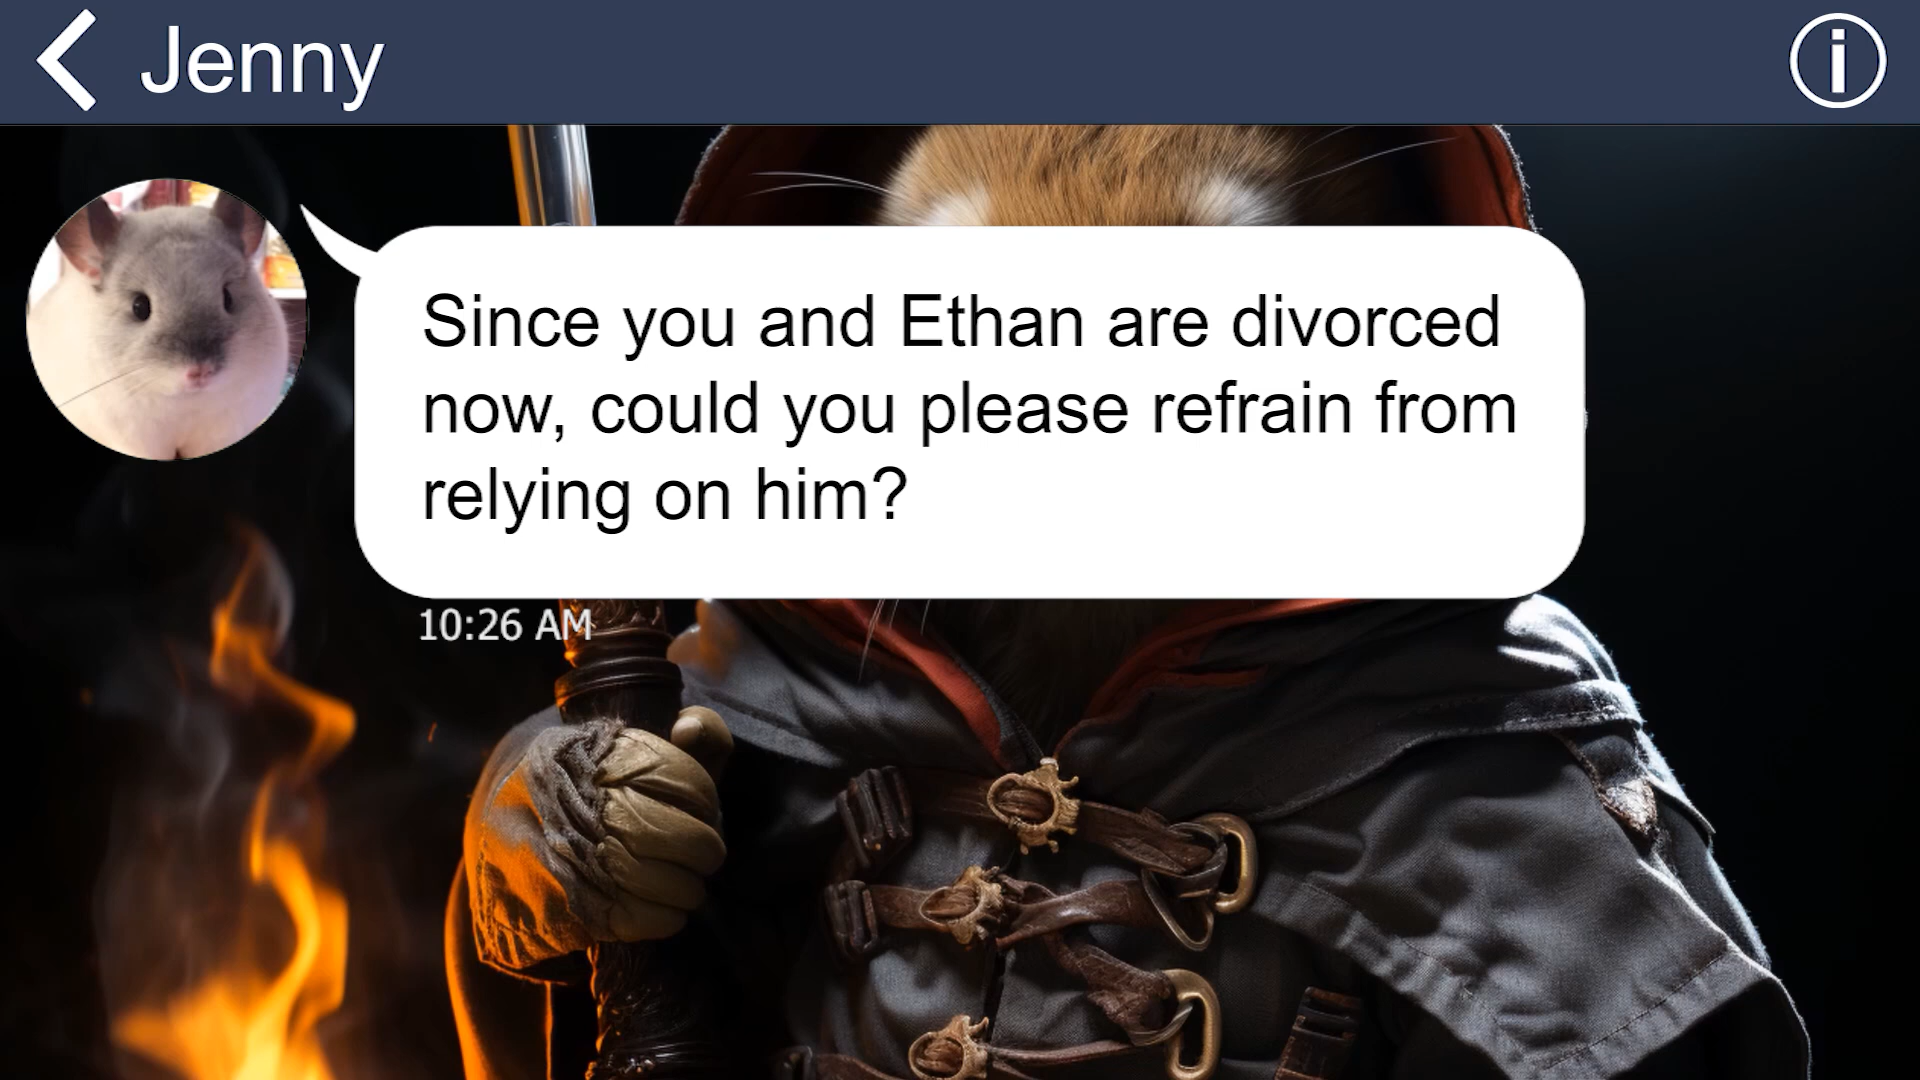 Jenny
Since you and Ethan are divorced
now, could you please refrain from
relying on him?
10:26 AM